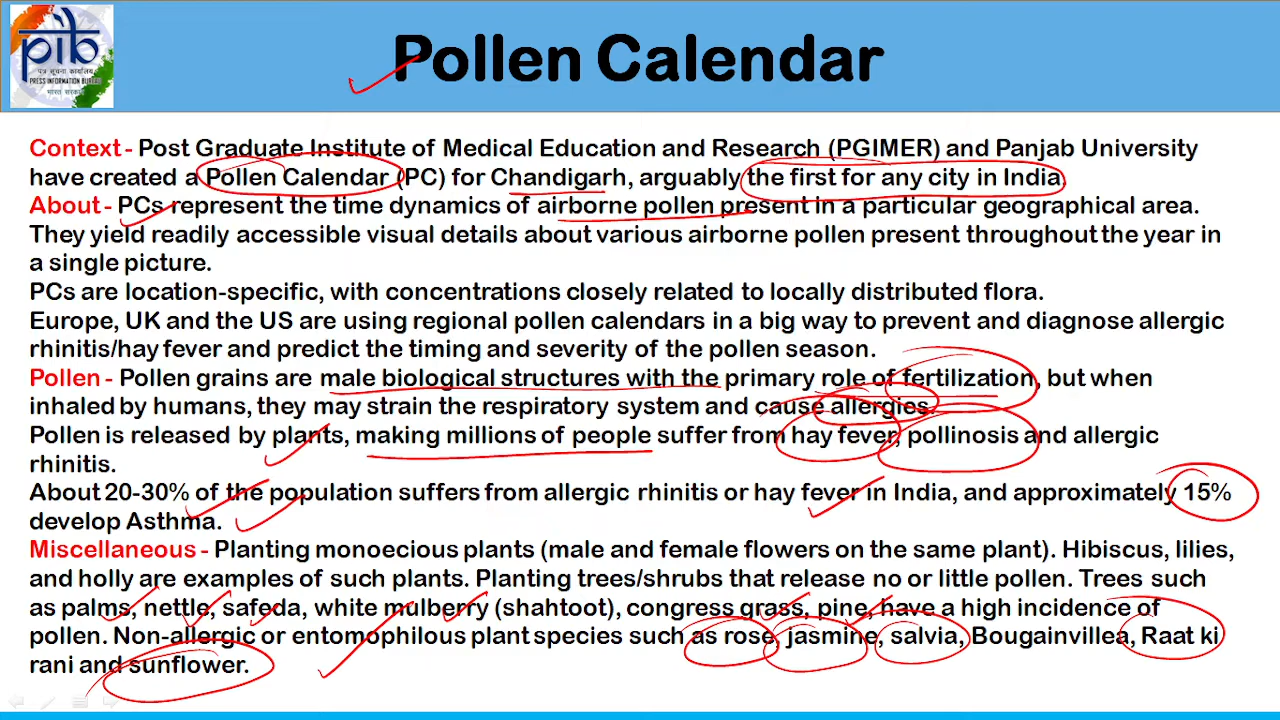 pib
पत्र सूचना कार्यालय
PRESS INFORMATION BUREAU
भारत सरकार
Pollen Calendar
Context - Post Graduate Institute of Medical Education and Research (PGIMER) and Panjab University
have created a Pollen Calendar (PC) for Chandigarh, arguably the first for any city in India.
About - PCs represent the time dynamics of airborne pollen present in a particular geographical area.
They yield readily accessible visual details about various airborne pollen present throughout the year in
a single picture.
PCs are location-specific, with concentrations closely related to locally distributed flora.
Europe, UK and the US are using regional pollen calendars in a big way to prevent and diagnose allergic
rhinitis/hay fever and predict the timing and severity of the pollen season.
Pollen - Pollen grains are male biological structures with the primary role of fertilization, but when
inhaled by humans, they may strain the respiratory system and cause allergies.
Pollen is released by plants, making millions of people suffer from hay fever, pollinosis and allergic
rhinitis.
About 20-30% of the population suffers from allergic rhinitis or hay fever in India, and approximately 15%
develop Asthma.
Miscellaneous - Planting monoecious plants (male and female flowers on the same plant). Hibiscus, lilies,
and holly are examples of such plants. Planting trees/shrubs that release no or little pollen. Trees such
as palms, nettle, safeda, white mulberry (shahtoot), congress grass, pine, have a high incidence of
pollen. Non-allergic or entomophilous plant species such as rose, jasmine, salvia, Bougainvillea, Raat ki
rani and sunflower.